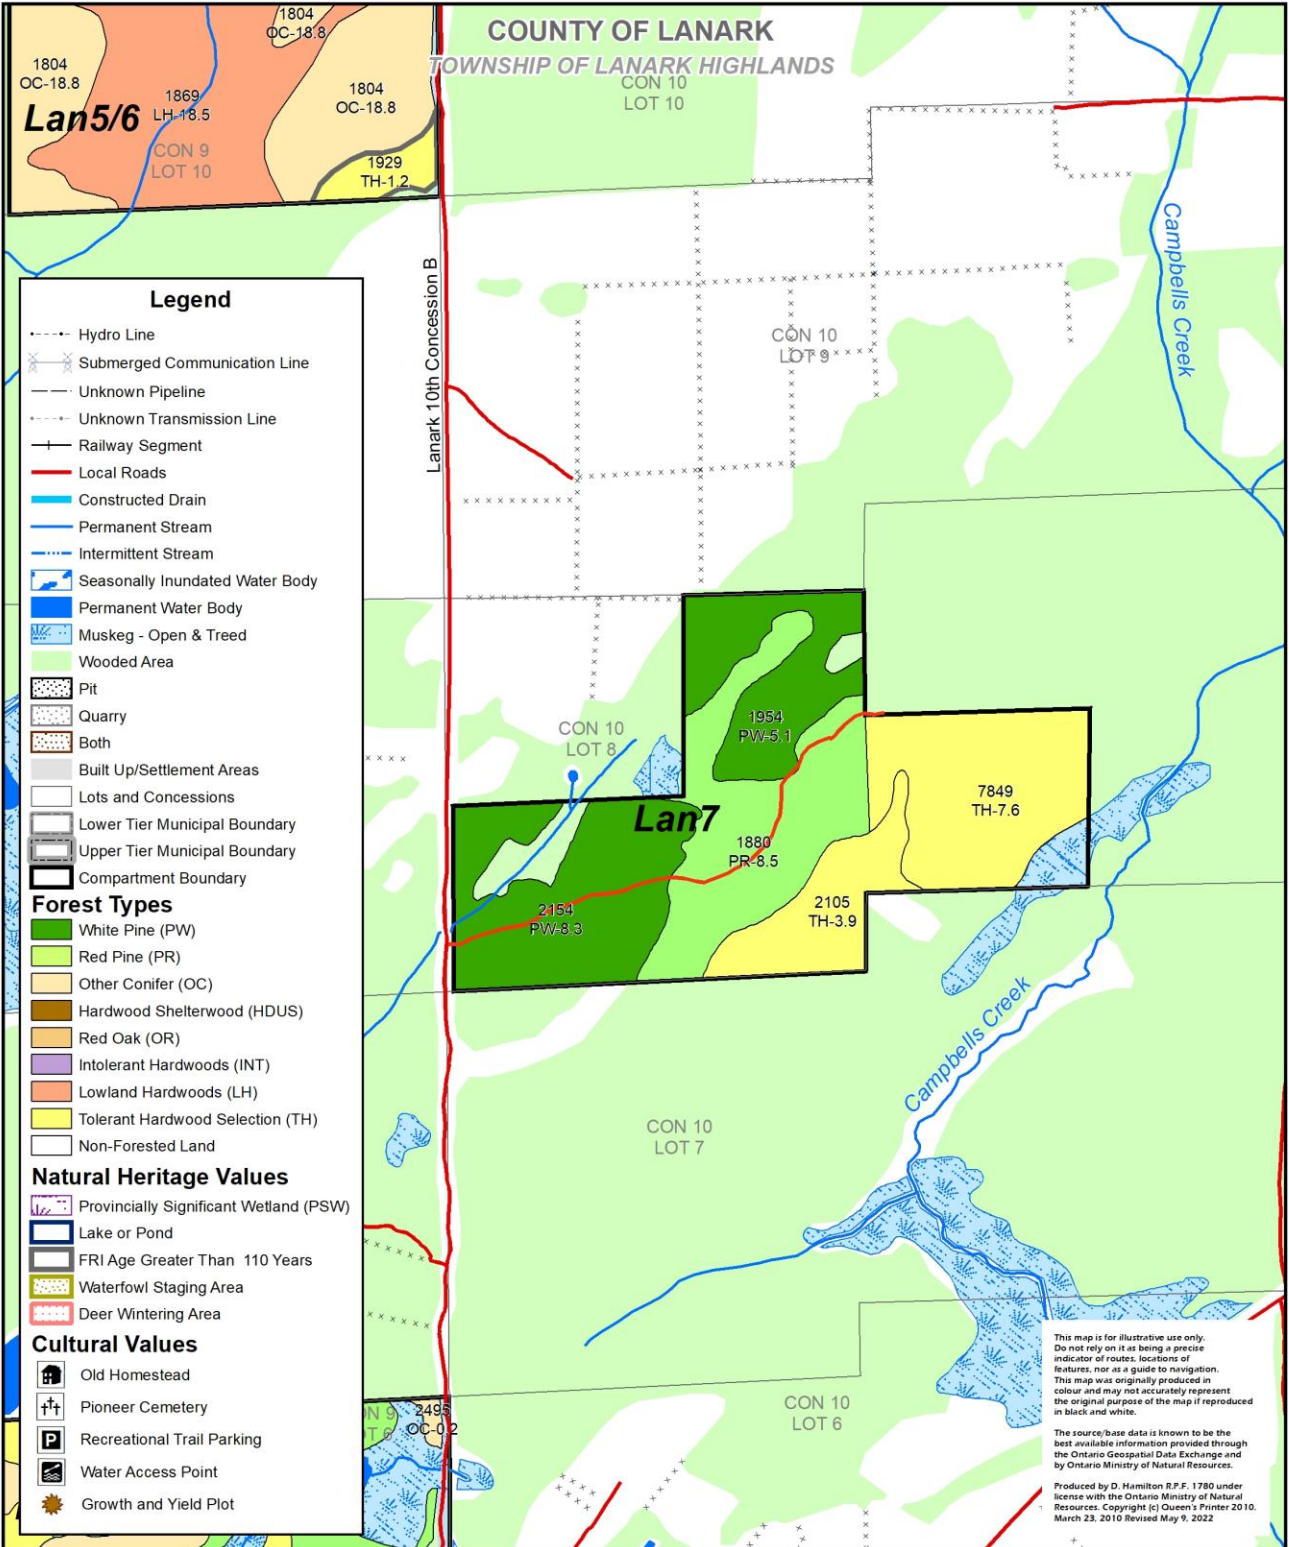 COUNTY OF LANARK
TOWNSHIP OF LANARK HIGHLANDS
1804
OC-18.8
1804
OC-18.8
1869
LH-18.5
1804
OC-18.8
Lan5/6
CON 9
LOT 10
1929
TH-1.2
CON 10
LOT 10
Campbells Creek
Lanark 10th Concession B
CON 10
LOT 9
Legend
Hydro Line
Submerged Communication Line
Unknown Pipeline
Unknown Transmission Line
Railway Segment
Local Roads
Constructed Drain
Permanent Stream
Intermittent Stream
Seasonally Inundated Water Body
Permanent Water Body
Muskeg - Open & Treed
Wooded Area
Pit
Quarry
Both
Built Up/Settlement Areas
Lots and Concessions
Lower Tier Municipal Boundary
Upper Tier Municipal Boundary
Compartment Boundary
Forest Types
White Pine (PW)
Red Pine (PR)
Other Conifer (OC)
Hardwood Shelterwood (HDUS)
Red Oak (OR)
Intolerant Hardwoods (INT)
Lowland Hardwoods (LH)
Tolerant Hardwood Selection (TH)
Non-Forested Land
Natural Heritage Values
Provincially Significant Wetland (PSW)
Lake or Pond
FRI Age Greater Than 110 Years
Waterfowl Staging Area
Deer Wintering Area
Cultural Values
Old Homestead
Pioneer Cemetery
P
Recreational Trail Parking
Water Access Point
Growth and Yield Plot
CON 10
LOT 8
1954
PW-5.1
Lan7
1880
PR-8.5
7849
TH-7.6
2154
PW-8.3
2105
TH-3.9
Campbells Creek
CON 10
LOT 7
CON 10
LOT 6
2495
OC-0.2
This map is for illustrative use only.
Do not rely on it as being a precise
indicator of routes, locations of
features, nor as a guide to navigation.
This map was originally produced in
colour and may not accurately represent
the original purpose of the map if reproduced
in black and white.
The source/base data is known to be the
best available information provided through
the Ontario Geospatial Data Exchange and
by Ontario Ministry of Natural Resources.
Produced by D. Hamilton R.P.F. 1780 under
license with the Ontario Ministry of Natural
Resources. Copyright (c) Queen's Printer 2010.
March 23, 2010 Revised May 9, 2022